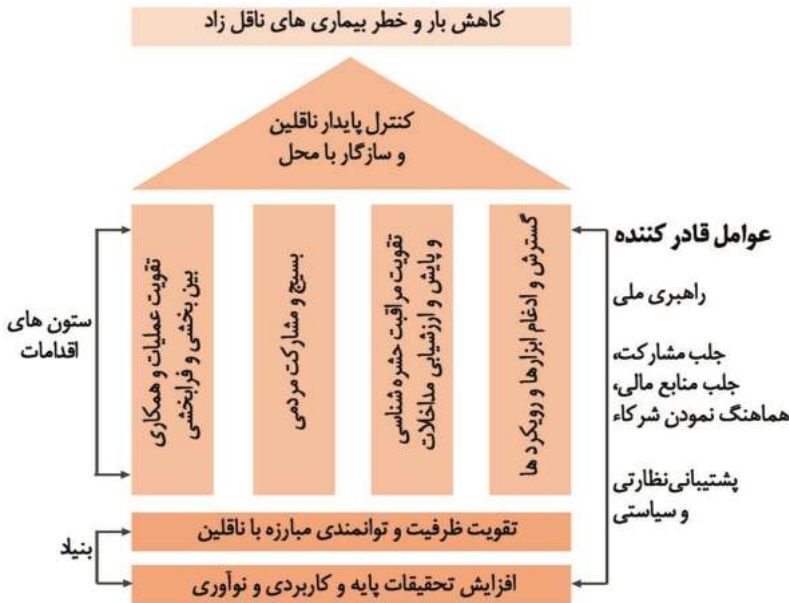 کاهش بار و خطر بیماری های ناقل زاد
کنترل پایدار ناقلین
و سازگار با محل
عوامل قادر کننده
راهبری ملی
جلب مشارکت،
جلب منابع مالی،
هماهنگ نمودن شرکاء
پشتیبانی نظارتی
و سیاستی
گسترش و ادغام ابزارها و رویکرد ها
تقویت مراقبت حشره شناسی
و پایش و ارزشیابی مداخلات
بسیج و مشارکت مردمی
تقویت عملیات و همکاری
بین بخشی و فرابخشی
ستون های
اقدامات
تقویت ظرفیت و توانمندی مبارزه با ناقلین
بنیاد
افزایش تحقیقات پایه و کاربردی و نوآوری